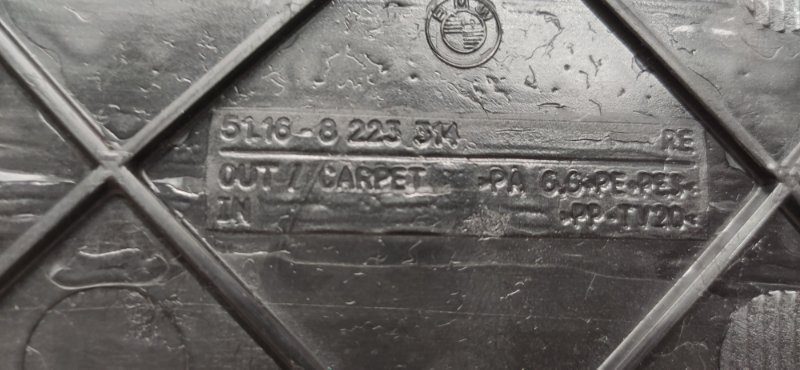 BMW
51.16-8 223 314 RE
OUT / CARPET >PA 6.6+PE+PES<
IN >PP-TV20<